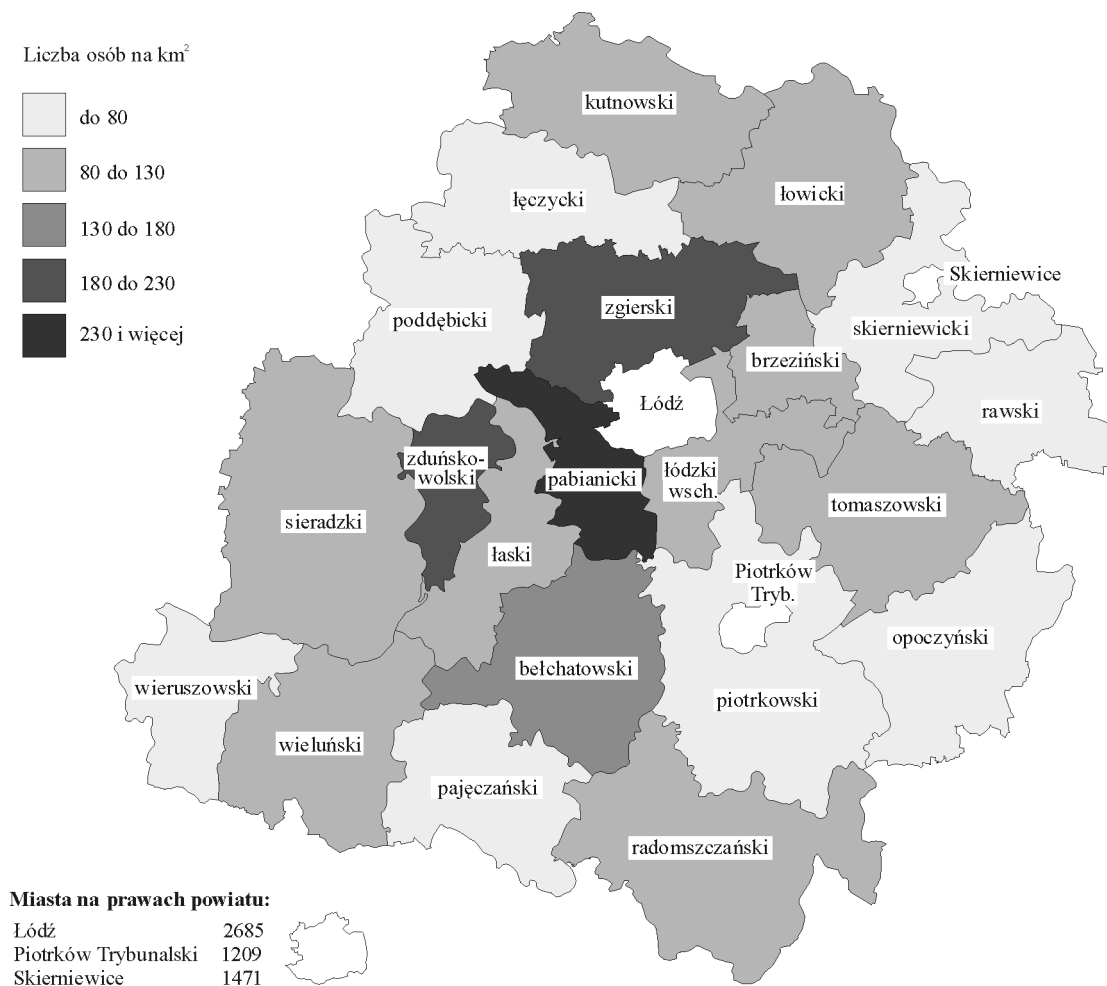 Liczba osób na km²
do 80
80 do 130
130 do 180
180 do 230
230 i więcej
kutnowski
łowicki
łęczycki
Skierniewice
zgierski
poddębicki
skierniewicki
brzeziński
Łódź
rawski
zduńsko-
wolski
pabianicki
łódzki
wsch.
tomaszowski
sieradzki
łaski
Piotrków
Tryb.
opoczyński
bełchatowski
wieruszowski
piotrkowski
wieluński
pajęczański
radomszczański
Miasta na prawach powiatu:
Łódź 2685
Piotrków Trybunalski 1209
Skierniewice 1471